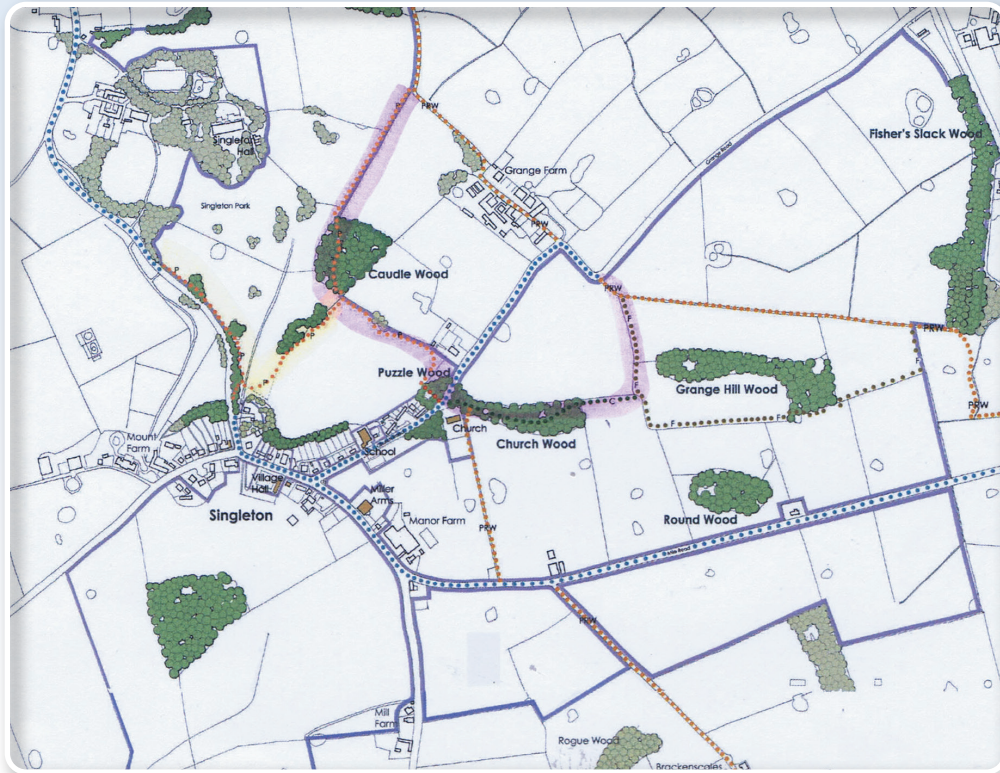 P
PRW
Singleton
Hall
Fisher's Slack Wood
Grange Road
Grange Farm
Singleton Park
P
PRW
Caudle Wood
P
PRW
F
P
P
PRW
P
F
Puzzle Wood
P
F
Grange Hill Wood
C
C
PRW
F
F
Church
Church Wood
Mount
Farm
School
Village
Hall
Miller
Arms
Round Wood
Singleton
Manor Farm
PRW
PRW
Mill
Farm
Rogue Wood
Brackenscales